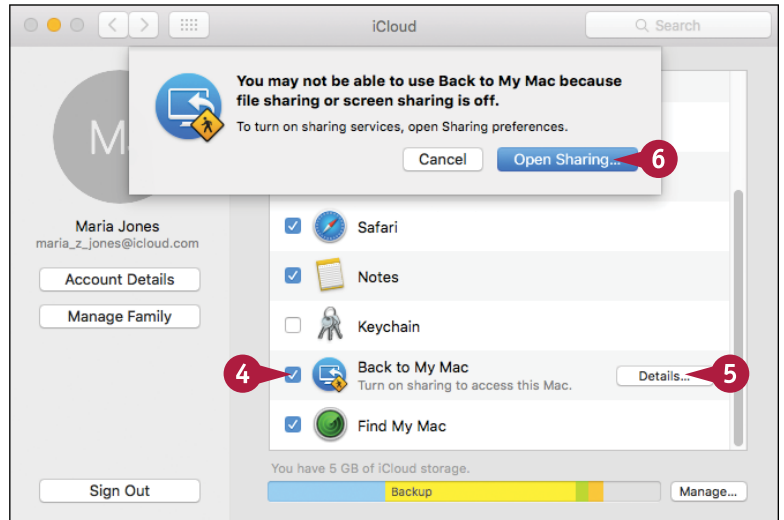 iCloud
Search
You may not be able to use Back to My Mac because
file sharing or screen sharing is off.
To turn on sharing services, open Sharing preferences.
Cancel
Open Sharing...
6
M
Maria Jones
maria_z_jones@icloud.com
Account Details
Manage Family
Safari
Notes
Keychain
4
Back to My Mac
Turn on sharing to access this Mac.
Details...
5
Find My Mac
You have 5 GB of iCloud storage.
Backup
Manage...
Sign Out